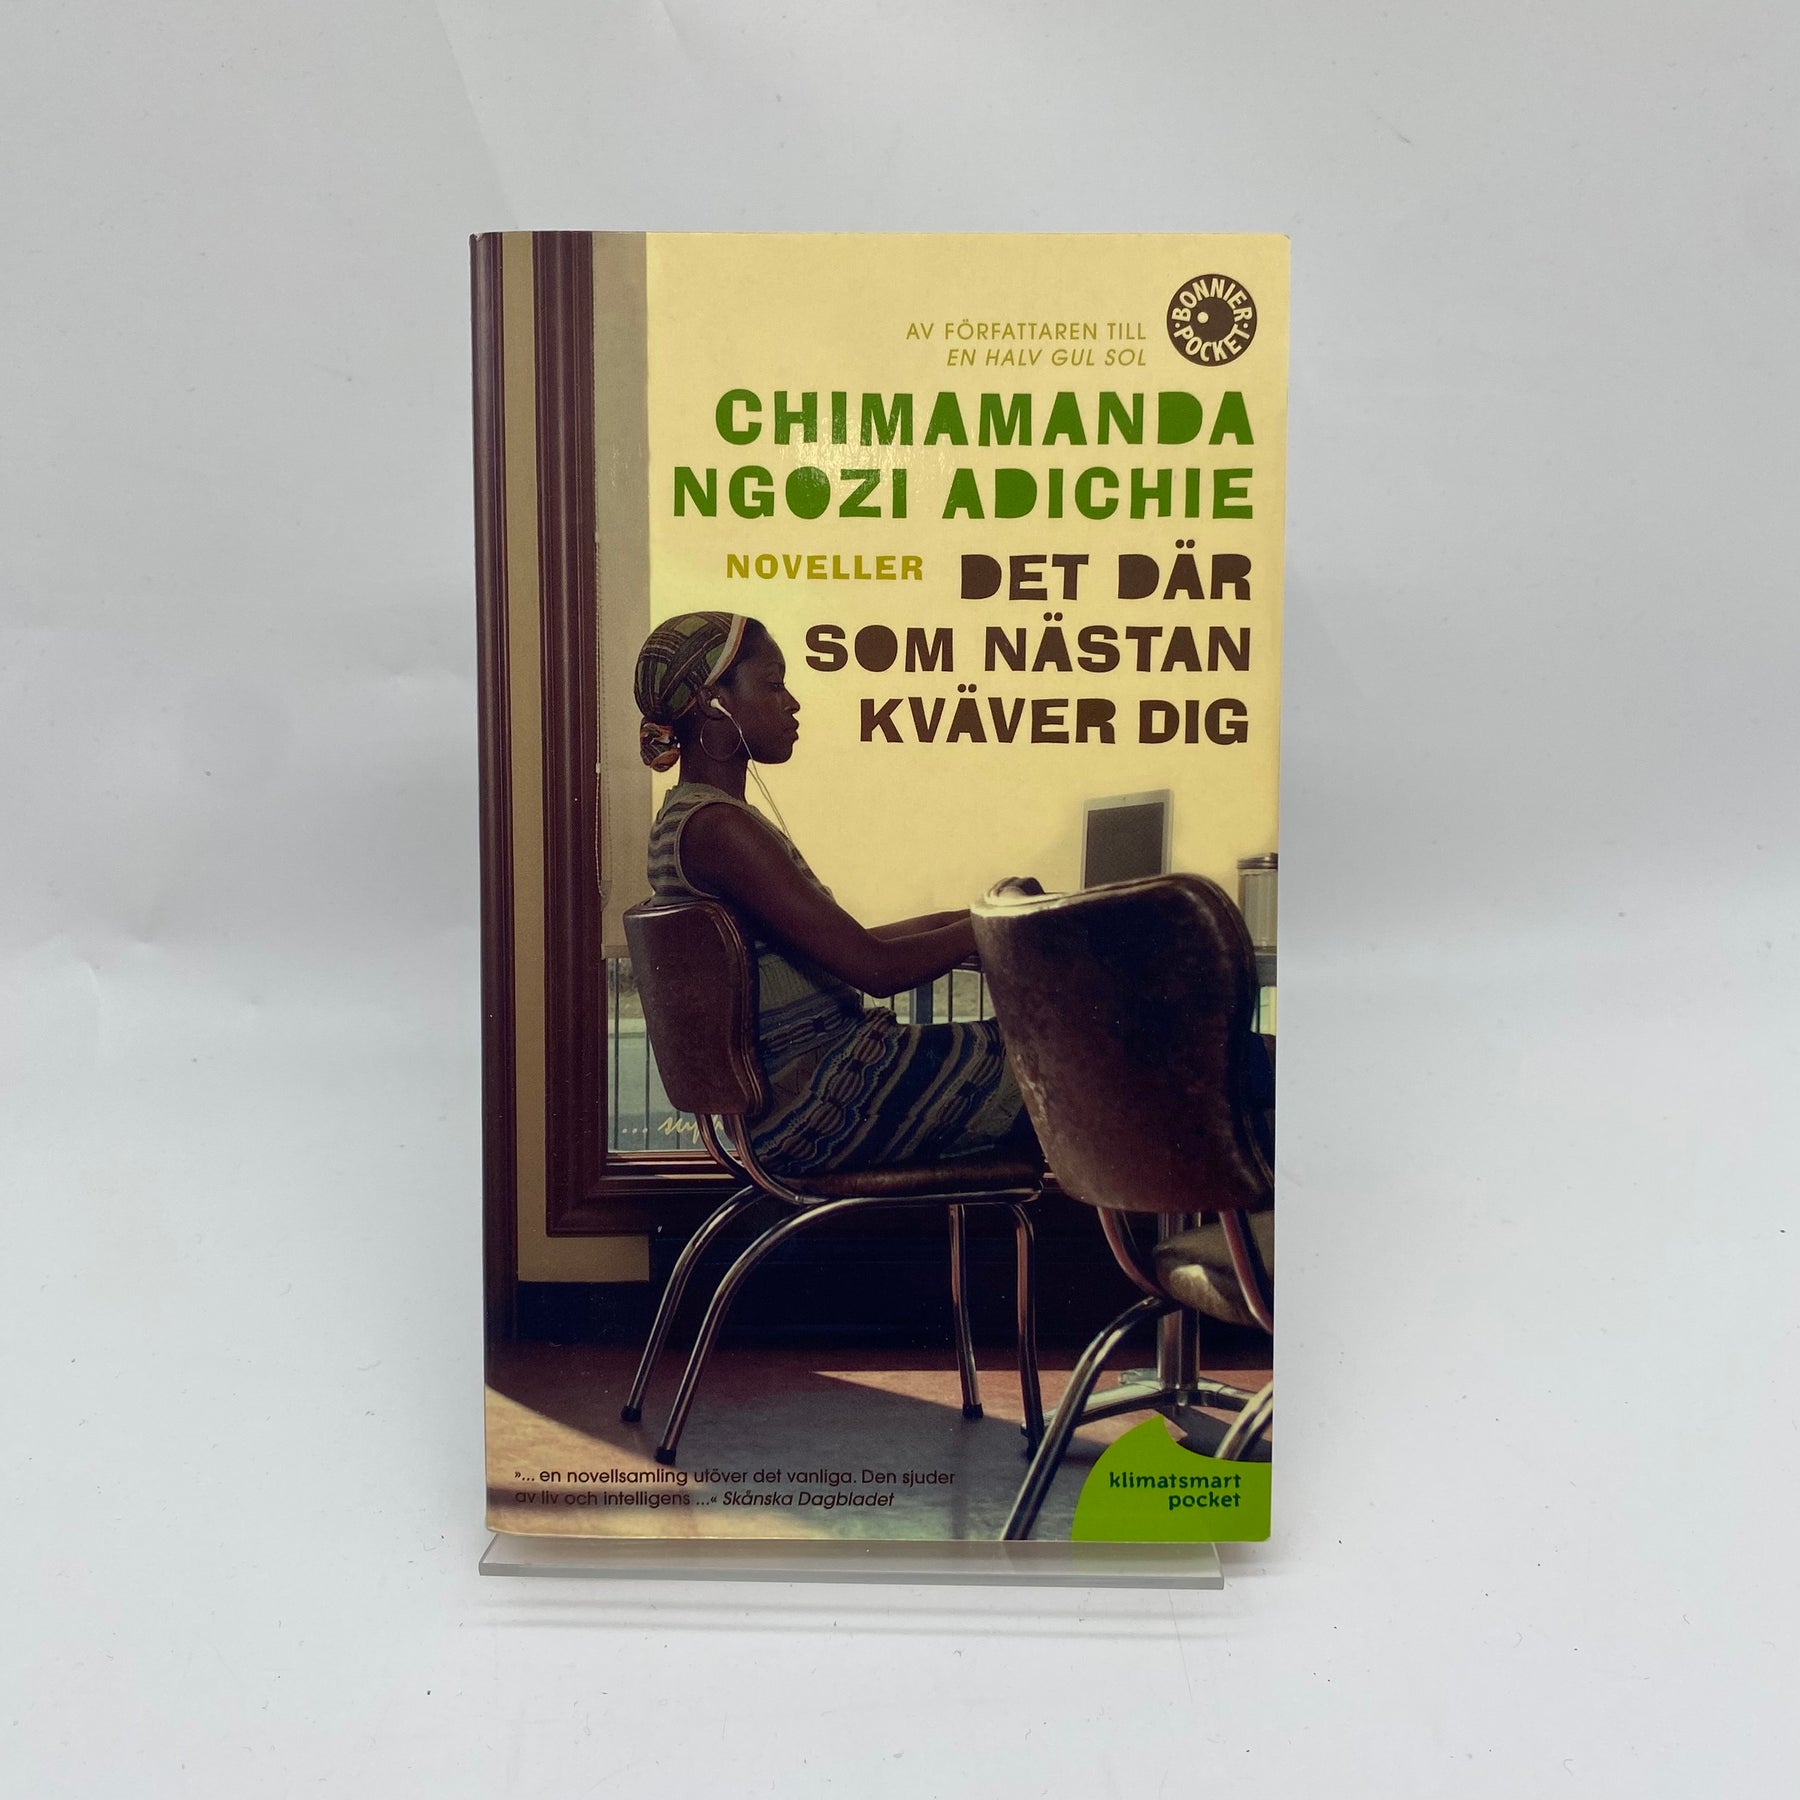 BONNIER
POCKET
AV FÖRFATTAREN TILL
EN HALV GUL SOL
CHIMAMANDA
NGOZI ADICHIE
NOVELLER DET DÄR
SOM NÄSTAN
KVÄVER DIG
»... en novellsamling utöver det vanliga. Den sjuder
av liv och intelligens ...« Skånska Dagbladet
klimatsmart
pocket